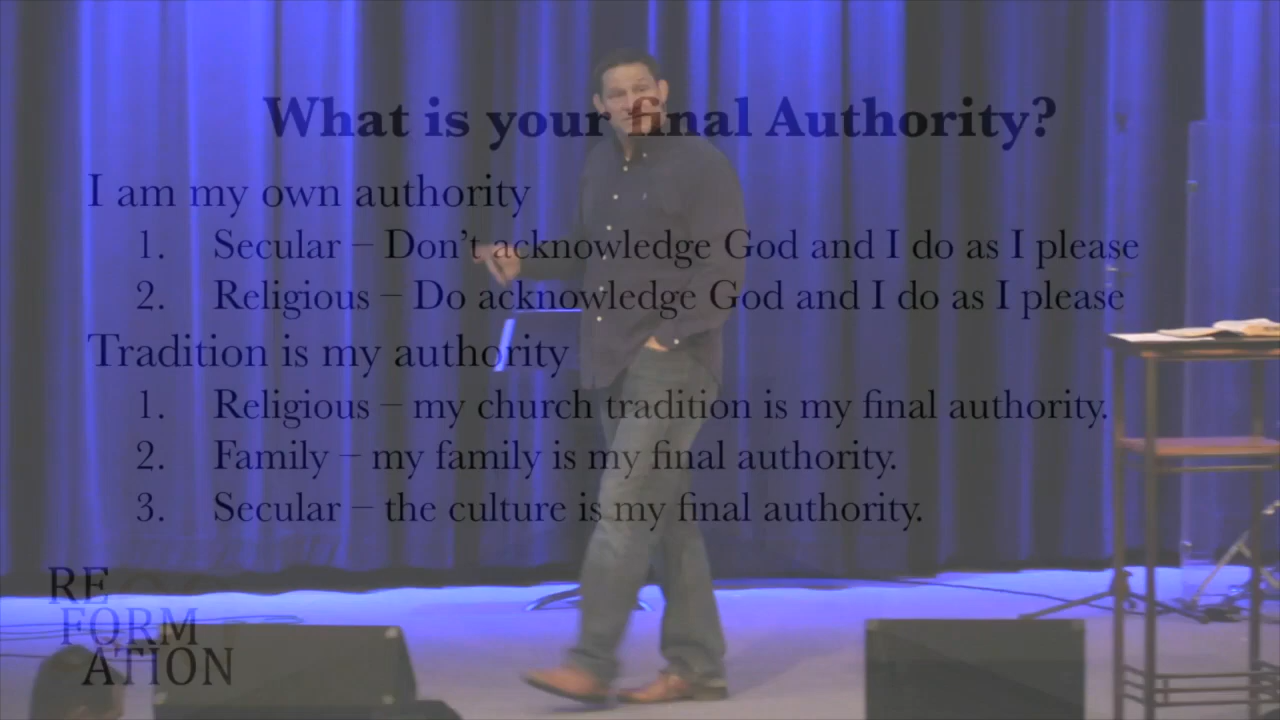 What is your final Authority?
I am my own authority
1. Secular – Don't acknowledge God and I do as I please
2. Religious – Do acknowledge God and I do as I please
Tradition is my authority
1. Religious – my church tradition is my final authority.
2. Family – my family is my final authority.
3. Secular – the culture is my final authority.
RE
FORM
ATION